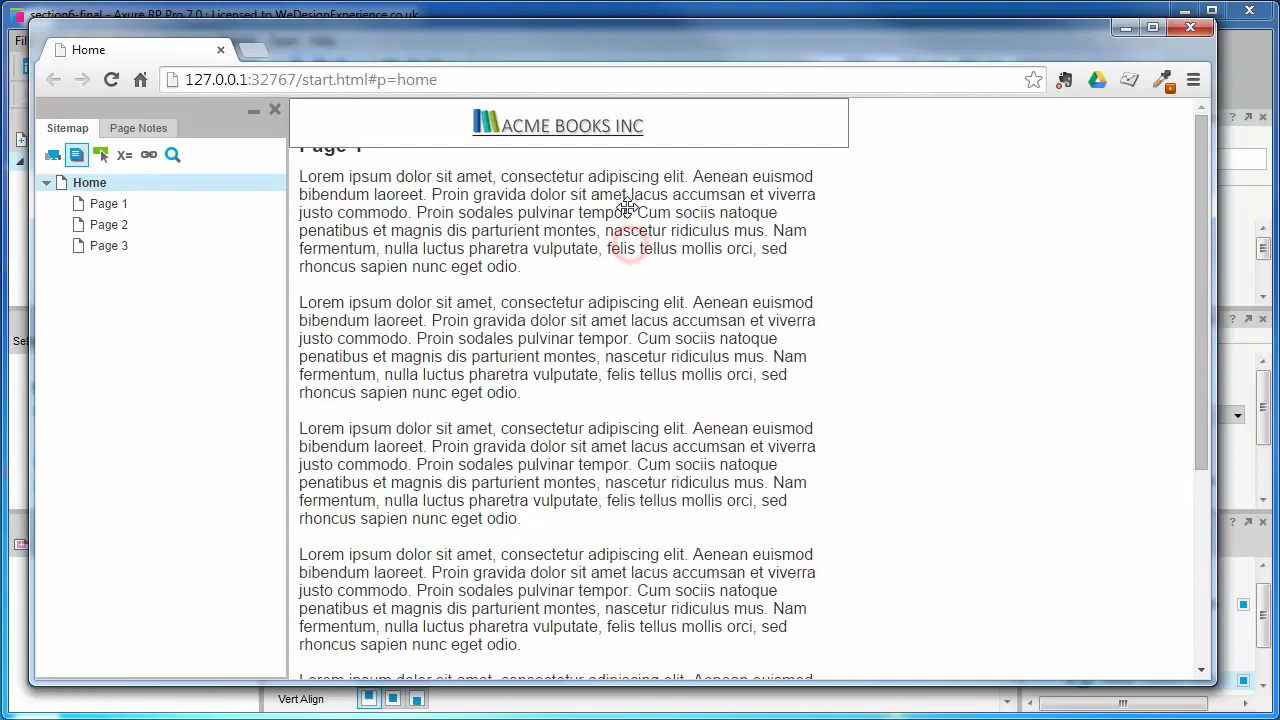 section6-final - Axure RP Pro 7.0 : Licensed to WeDesignExperience.co.uk
Home
127.0.0.1:32767/start.html#p=home
Sitemap
Page Notes
X=
Home
Page 1
Page 2
Page 3
ACME BOOKS INC
Page 1
Lorem ipsum dolor sit amet, consectetur adipiscing elit. Aenean euismod
bibendum laoreet. Proin gravida dolor sit amet lacus accumsan et viverra
justo commodo. Proin sodales pulvinar tempor. Cum sociis natoque
penatibus et magnis dis parturient montes, nascetur ridiculus mus. Nam
fermentum, nulla luctus pharetra vulputate, felis tellus mollis orci, sed
rhoncus sapien nunc eget odio.
Lorem ipsum dolor sit amet, consectetur adipiscing elit. Aenean euismod
bibendum laoreet. Proin gravida dolor sit amet lacus accumsan et viverra
justo commodo. Proin sodales pulvinar tempor. Cum sociis natoque
penatibus et magnis dis parturient montes, nascetur ridiculus mus. Nam
fermentum, nulla luctus pharetra vulputate, felis tellus mollis orci, sed
rhoncus sapien nunc eget odio.
Lorem ipsum dolor sit amet, consectetur adipiscing elit. Aenean euismod
bibendum laoreet. Proin gravida dolor sit amet lacus accumsan et viverra
justo commodo. Proin sodales pulvinar tempor. Cum sociis natoque
penatibus et magnis dis parturient montes, nascetur ridiculus mus. Nam
fermentum, nulla luctus pharetra vulputate, felis tellus mollis orci, sed
rhoncus sapien nunc eget odio.
Lorem ipsum dolor sit amet, consectetur adipiscing elit. Aenean euismod
bibendum laoreet. Proin gravida dolor sit amet lacus accumsan et viverra
justo commodo. Proin sodales pulvinar tempor. Cum sociis natoque
penatibus et magnis dis parturient montes, nascetur ridiculus mus. Nam
fermentum, nulla luctus pharetra vulputate, felis tellus mollis orci, sed
rhoncus sapien nunc eget odio.
Vert Align